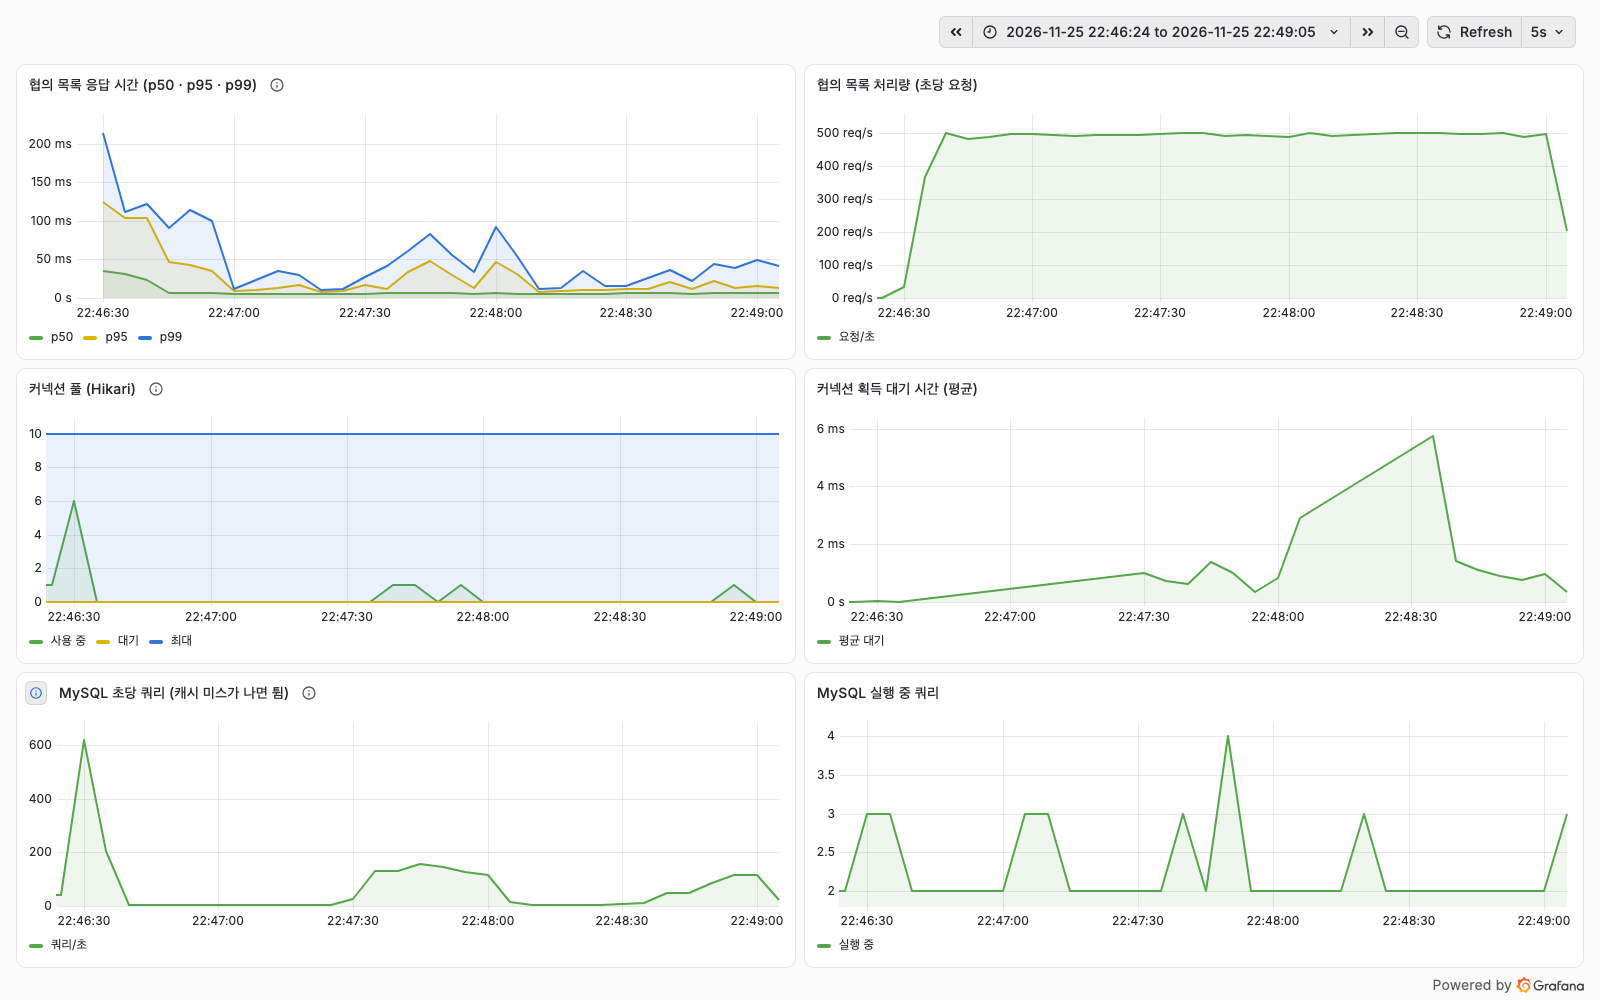 2026-11-25 22:46:24 to 2026-11-25 22:49:05
Refresh
5s
협의 목록 응답 시간 (p50 · p95 · p99)
200 ms
150 ms
100 ms
50 ms
0 s
22:46:30 22:47:00 22:47:30 22:48:00 22:48:30 22:49:00
p50 p95 p99
협의 목록 처리량 (초당 요청)
500 req/s
400 req/s
300 req/s
200 req/s
100 req/s
0 req/s
22:46:30 22:47:00 22:47:30 22:48:00 22:48:30 22:49:00
요청/초
커넥션 풀 (Hikari)
10
8
6
4
2
0
22:46:30 22:47:00 22:47:30 22:48:00 22:48:30 22:49:00
사용 중 대기 최대
커넥션 획득 대기 시간 (평균)
6 ms
4 ms
2 ms
0 s
22:46:30 22:47:00 22:47:30 22:48:00 22:48:30 22:49:00
평균 대기
MySQL 초당 쿼리 (캐시 미스가 나면 튐)
600
400
200
0
22:46:30 22:47:00 22:47:30 22:48:00 22:48:30 22:49:00
쿼리/초
MySQL 실행 중 쿼리
4
3.5
3
2.5
2
22:46:30 22:47:00 22:47:30 22:48:00 22:48:30 22:49:00
실행 중
Powered by Grafana